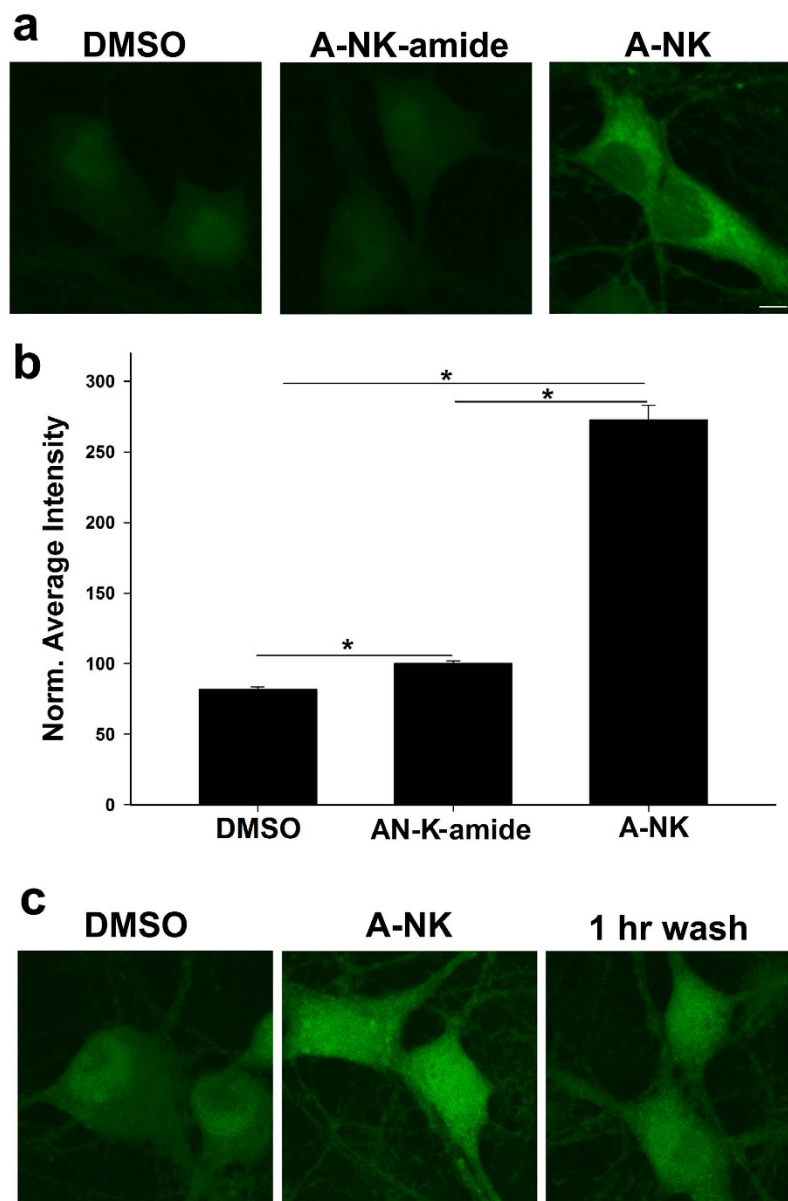 a
DMSO A-NK-amide A-NK
b
Norm. Average Intensity
300
250
200
150
100
50
0
*
*
*
DMSO AN-K-amide A-NK
c
DMSO A-NK 1 hr wash